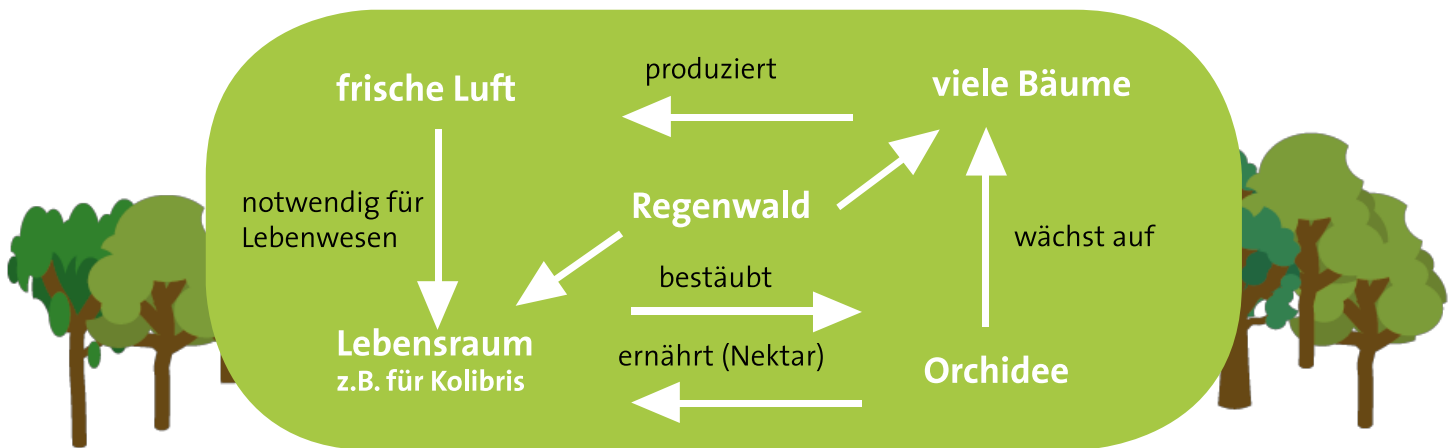 frische Luft
produziert
viele Bäume
notwendig für
Lebenwesen
Regenwald
wächst auf
bestäubt
Lebensraum
z.B. für Kolibris
ernährt (Nektar)
Orchidee